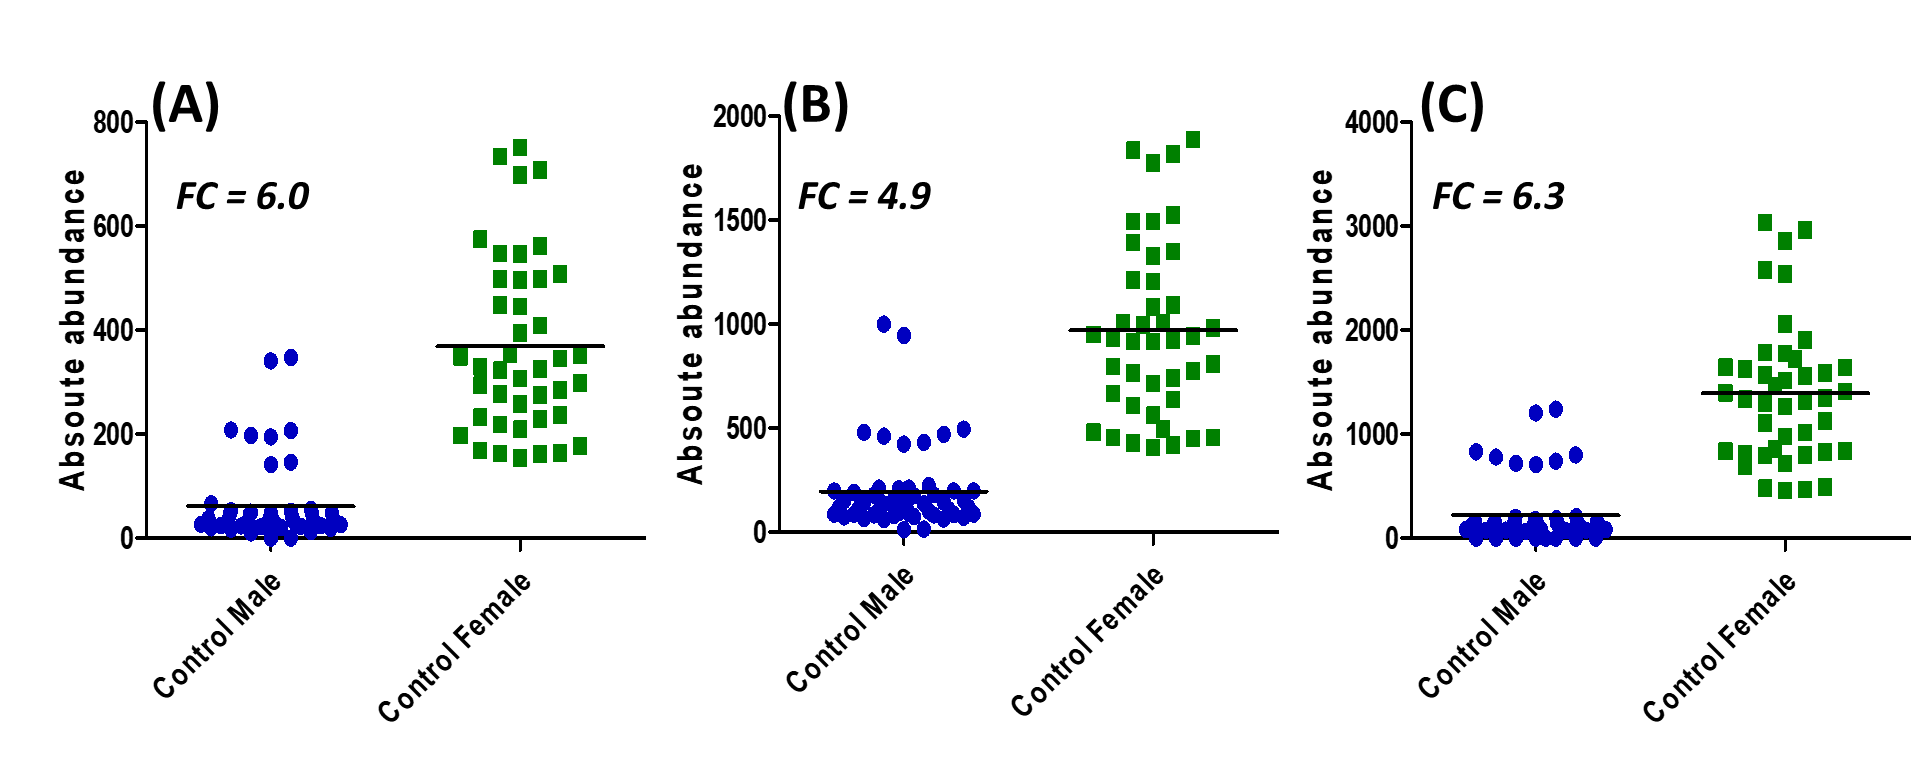 (A)
FC = 6.0
Absoute abundance
800
600
400
200
0
Control Male
Control Female
(B)
FC = 4.9
Absoute abundance
2000
1500
1000
500
0
Control Male
Control Female
(C)
FC = 6.3
Absoute abundance
4000
3000
2000
1000
0
Control Male
Control Female